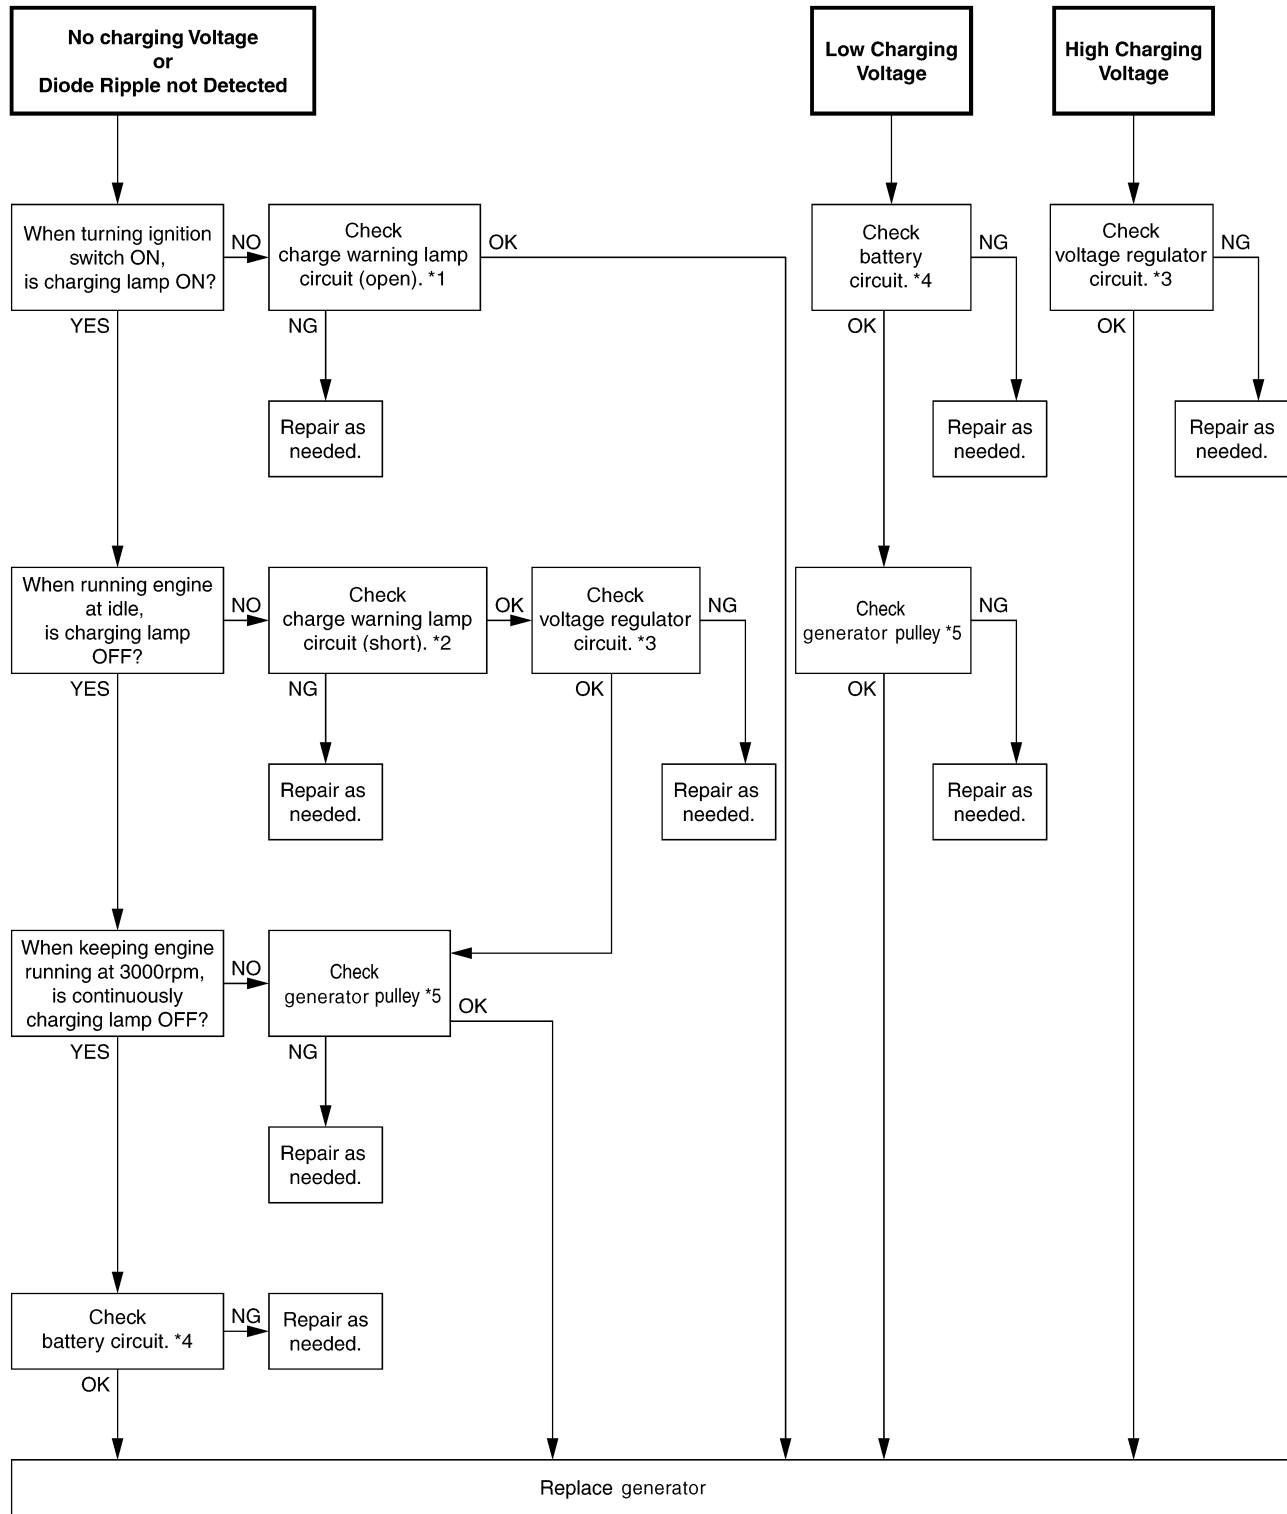 No charging Voltage
or
Diode Ripple not Detected
Low Charging
Voltage
High Charging
Voltage
When turning ignition
switch ON,
is charging lamp ON?
NO
YES
Check
charge warning lamp
circuit (open). *1
OK
NG
Repair as
needed.
Check
battery
circuit. *4
NG
OK
Repair as
needed.
Check
voltage regulator
circuit. *3
NG
OK
Repair as
needed.
When running engine
at idle,
is charging lamp
OFF?
NO
YES
Check
charge warning lamp
circuit (short). *2
OK
NG
Repair as
needed.
Check
voltage regulator
circuit. *3
NG
OK
Repair as
needed.
Check
generator pulley *5
NG
OK
Repair as
needed.
When keeping engine
running at 3000rpm,
is continuously
charging lamp OFF?
NO
YES
Check
generator pulley *5
OK
NG
Repair as
needed.
Check
battery circuit. *4
NG
OK
Repair as
needed.
Replace generator